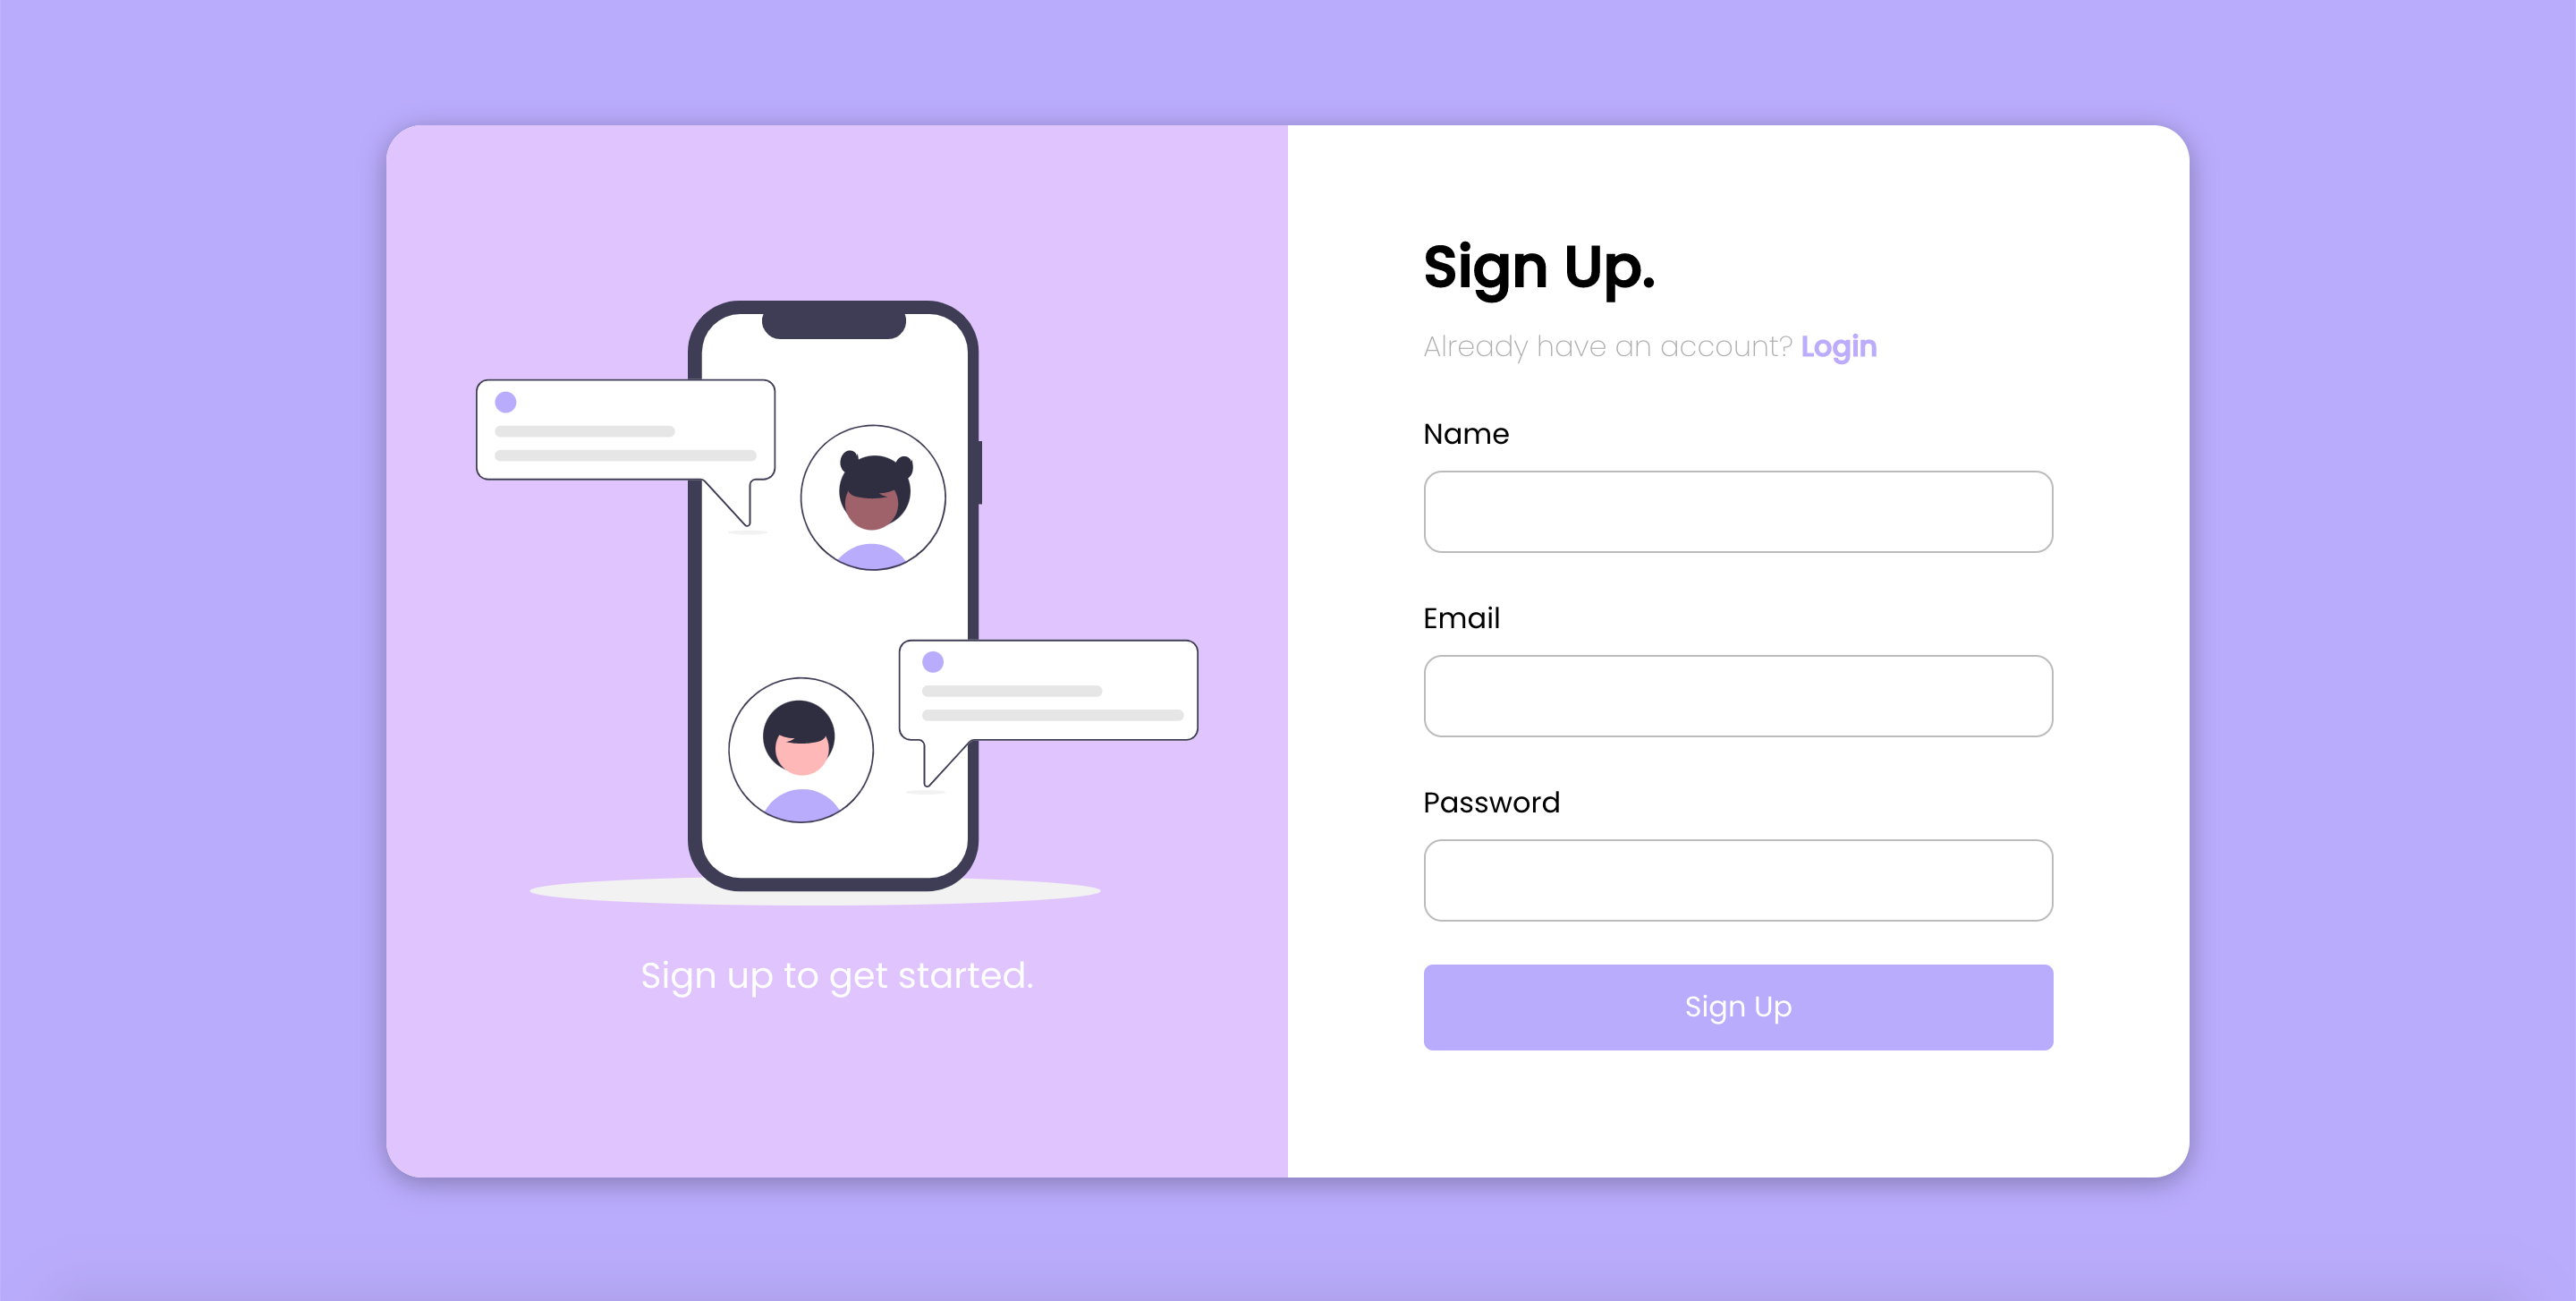 Sign up to get started.
Sign Up.
Already have an account? Login
Name
Email
Password
Sign Up